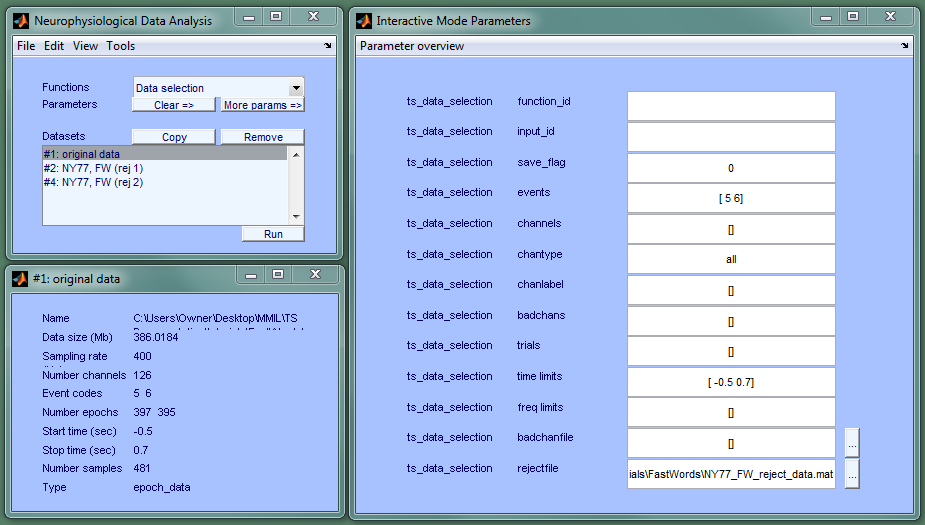 Neurophysiological Data Analysis
File Edit View Tools
Functions Data selection
Parameters Clear => More params =>
Datasets Copy Remove
#1: original data
#2: NY77, FW (rej 1)
#4: NY77, FW (rej 2)
Run
#1: original data
Name C:\Users\Owner\Desktop\MMIL\TS
Data size (Mb) 386.0184
Sampling rate 400
Number channels 126
Event codes 5 6
Number epochs 397 395
Start time (sec) -0.5
Stop time (sec) 0.7
Number samples 481
Type epoch_data
Interactive Mode Parameters
Parameter overview
ts_data_selection function_id
ts_data_selection input_id
ts_data_selection save_flag 0
ts_data_selection events [ 5 6]
ts_data_selection channels []
ts_data_selection chantype all
ts_data_selection chanlabel []
ts_data_selection badchans []
ts_data_selection trials []
ts_data_selection time limits [ -0.5 0.7]
ts_data_selection freq limits []
ts_data_selection badchanfile [] ...
ts_data_selection rejectfile ials\FastWords\NY77_FW_reject_data.mat ...